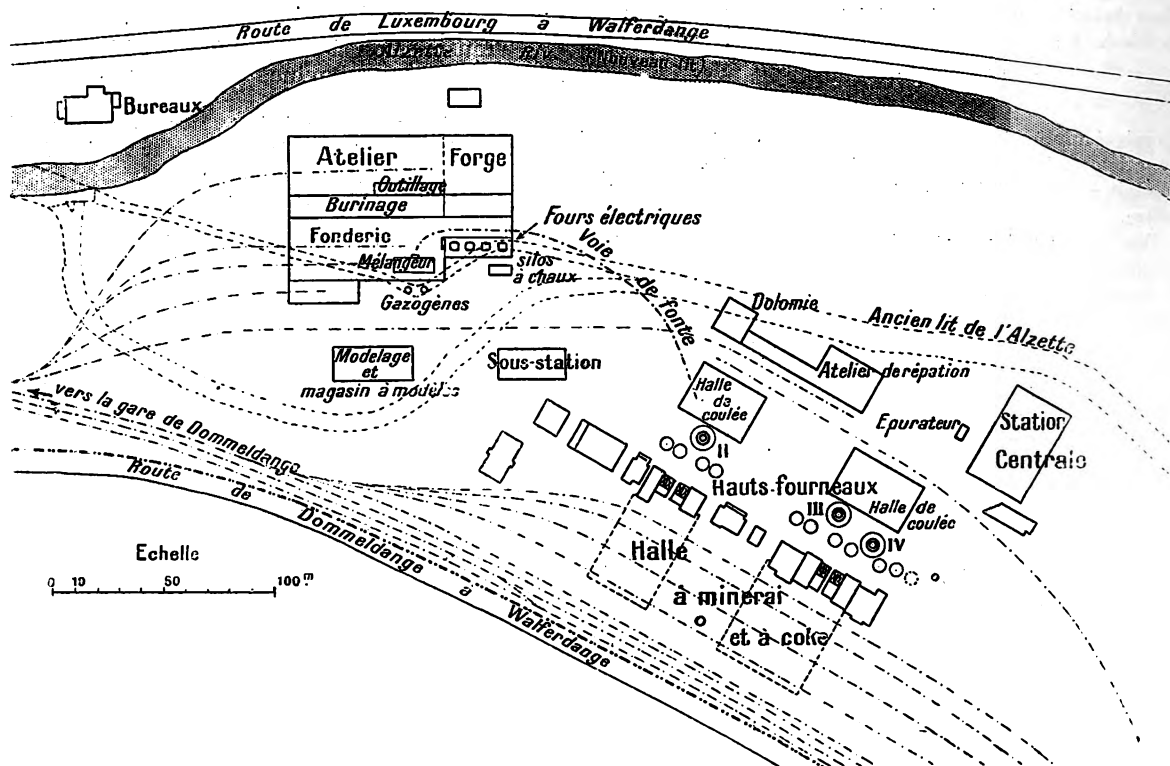 Route de Luxembourg à Walferdange
Bureaux
Atelier
Forge
Outillage
Burinage
Fours électriques
Fonderie
Mélangeur
silos
à chaux
Gazogènes
Voie de fonte
Dolomie
Ancien lit de l'Alzette
Modelage
et
magasin à modèles
Sous-station
Atelier de répation
Halle
de
coulée
Epurateur
Station
Centrale
vers la gare de Dommeldange
II
Hauts-fourneaux
Halle de
coulée
III
IV
Route de Dommeldange à Walferdange
Halle
à minerai
et à coke
Echelle
0 10 50 100 m